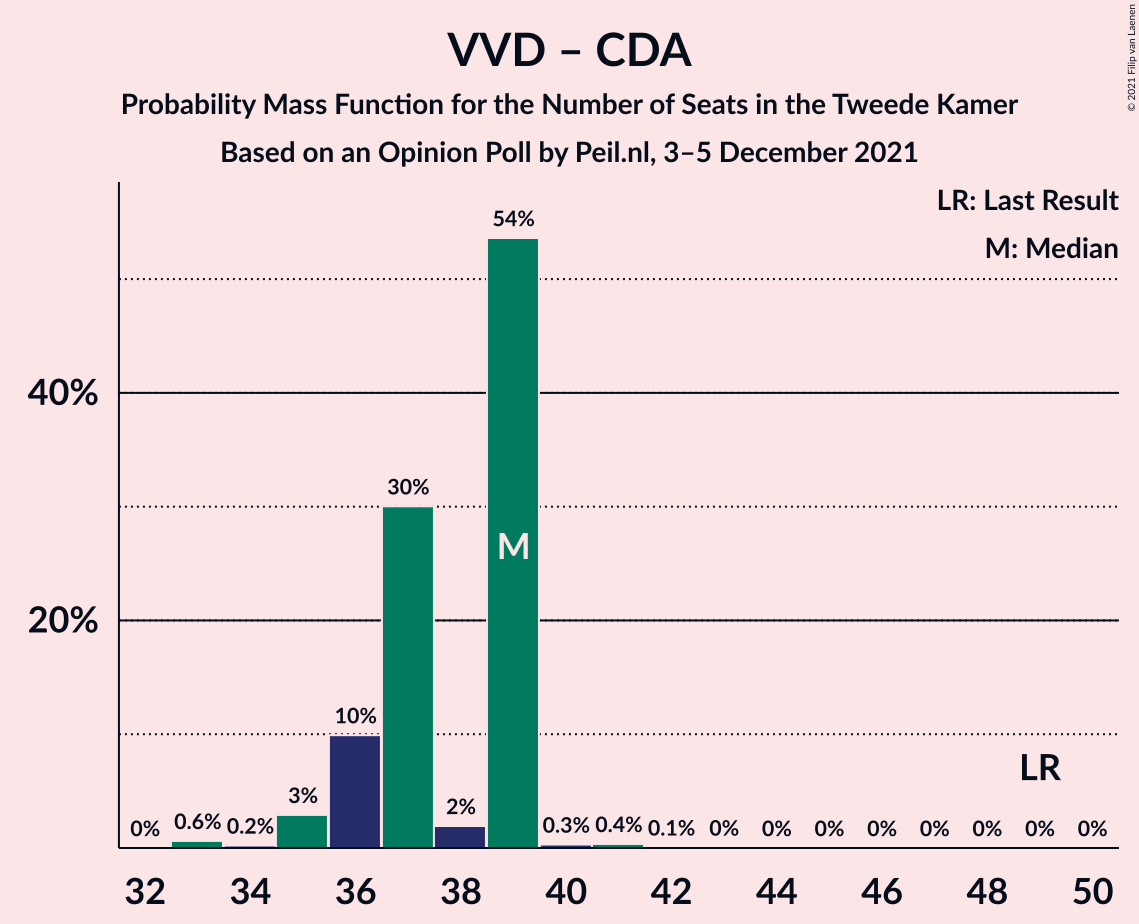 VVD – CDA
Probability Mass Function for the Number of Seats in the Tweede Kamer
Based on an Opinion Poll by Peil.nl, 3–5 December 2021
© 2021 Filip van Laenen
LR: Last Result
M: Median
54%
40%
30%
M
20%
10%
LR
3%
2%
0% 0.6% 0.2% 0.3% 0.4% 0.1% 0% 0% 0% 0% 0% 0% 0% 0%
32 34 36 38 40 42 44 46 48 50